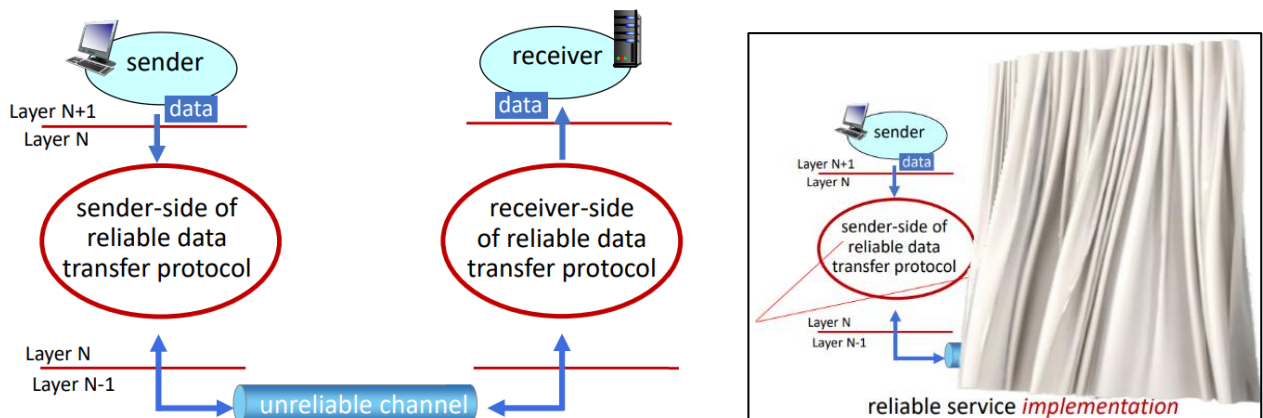 sender
data
Layer N+1
Layer N
sender-side of
reliable data
transfer protocol
Layer N
Layer N-1
unreliable channel
receiver
data
receiver-side
of reliable data
transfer protocol
sender
data
Layer N+1
Layer N
sender-side of
reliable data
transfer protocol
Layer N
Layer N-1
reliable service implementation